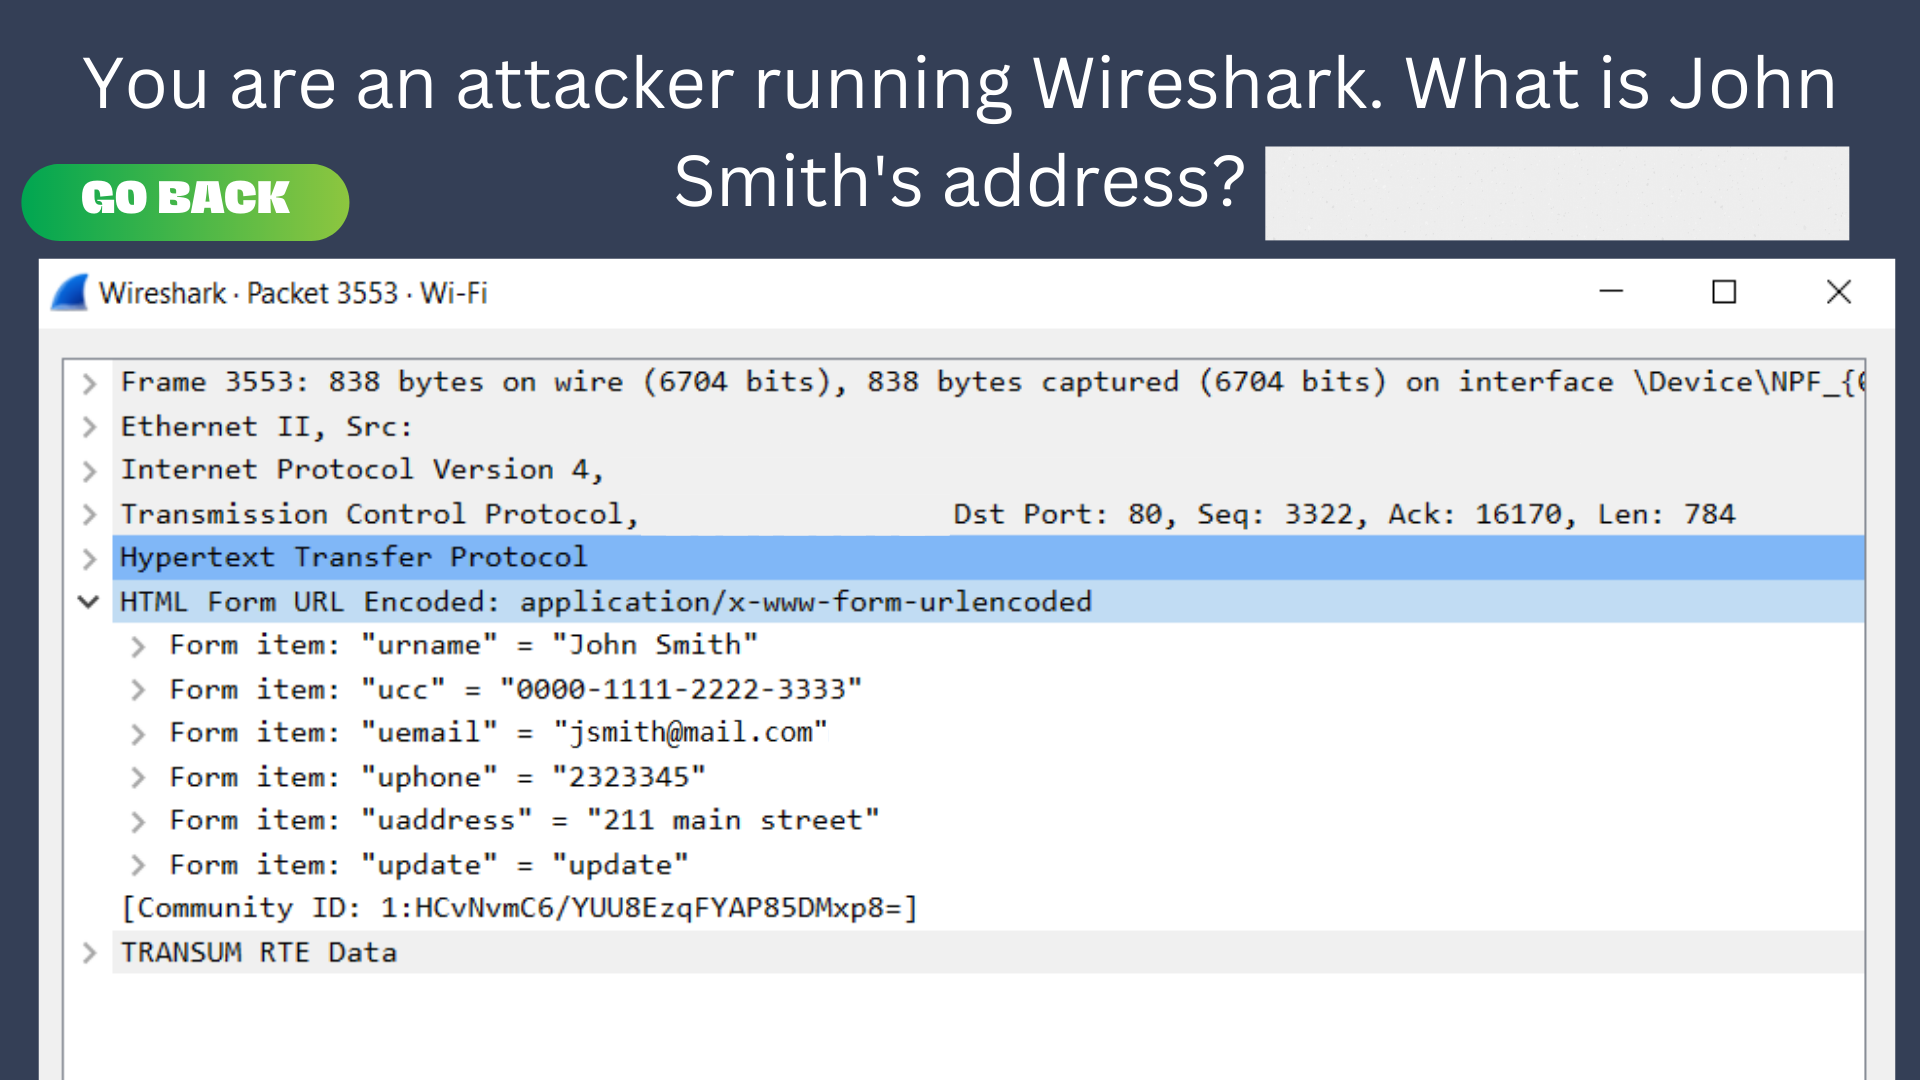 You are an attacker running Wireshark. What is John
Smith's address?
GO BACK
Wireshark · Packet 3553 · Wi-Fi
Frame 3553: 838 bytes on wire (6704 bits), 838 bytes captured (6704 bits) on interface \Device\NPF_{
Ethernet II, Src:
Internet Protocol Version 4,
Transmission Control Protocol, Dst Port: 80, Seq: 3322, Ack: 16170, Len: 784
Hypertext Transfer Protocol
HTML Form URL Encoded: application/x-www-form-urlencoded
Form item: "urname" = "John Smith"
Form item: "ucc" = "0000-1111-2222-3333"
Form item: "uemail" = "jsmith@mail.com"
Form item: "uphone" = "2323345"
Form item: "uaddress" = "211 main street"
Form item: "update" = "update"
[Community ID: 1:HCvNvmC6/YUU8EzqFYAP85DMxp8=]
TRANSUM RTE Data